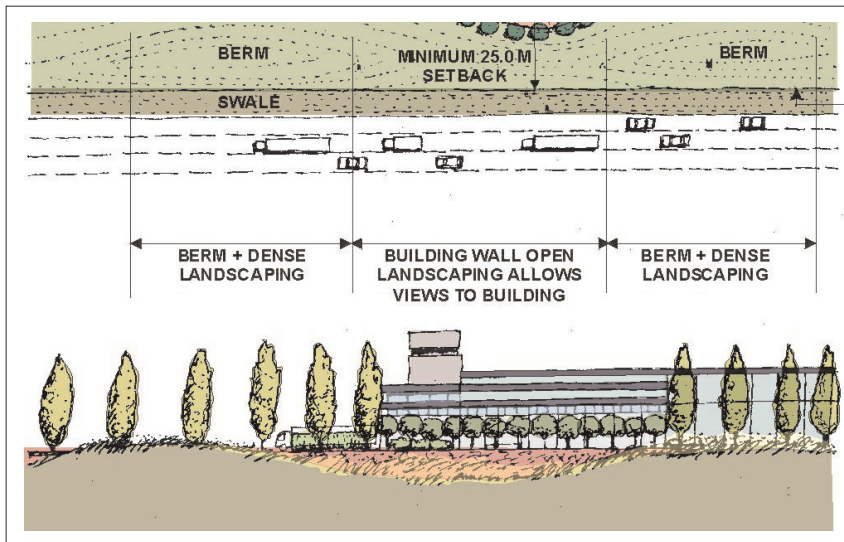 BERM
MINIMUM 25.0 M
SETBACK
BERM
SWALE
BERM + DENSE
LANDSCAPING
BUILDING WALL OPEN
LANDSCAPING ALLOWS
VIEWS TO BUILDING
BERM + DENSE
LANDSCAPING